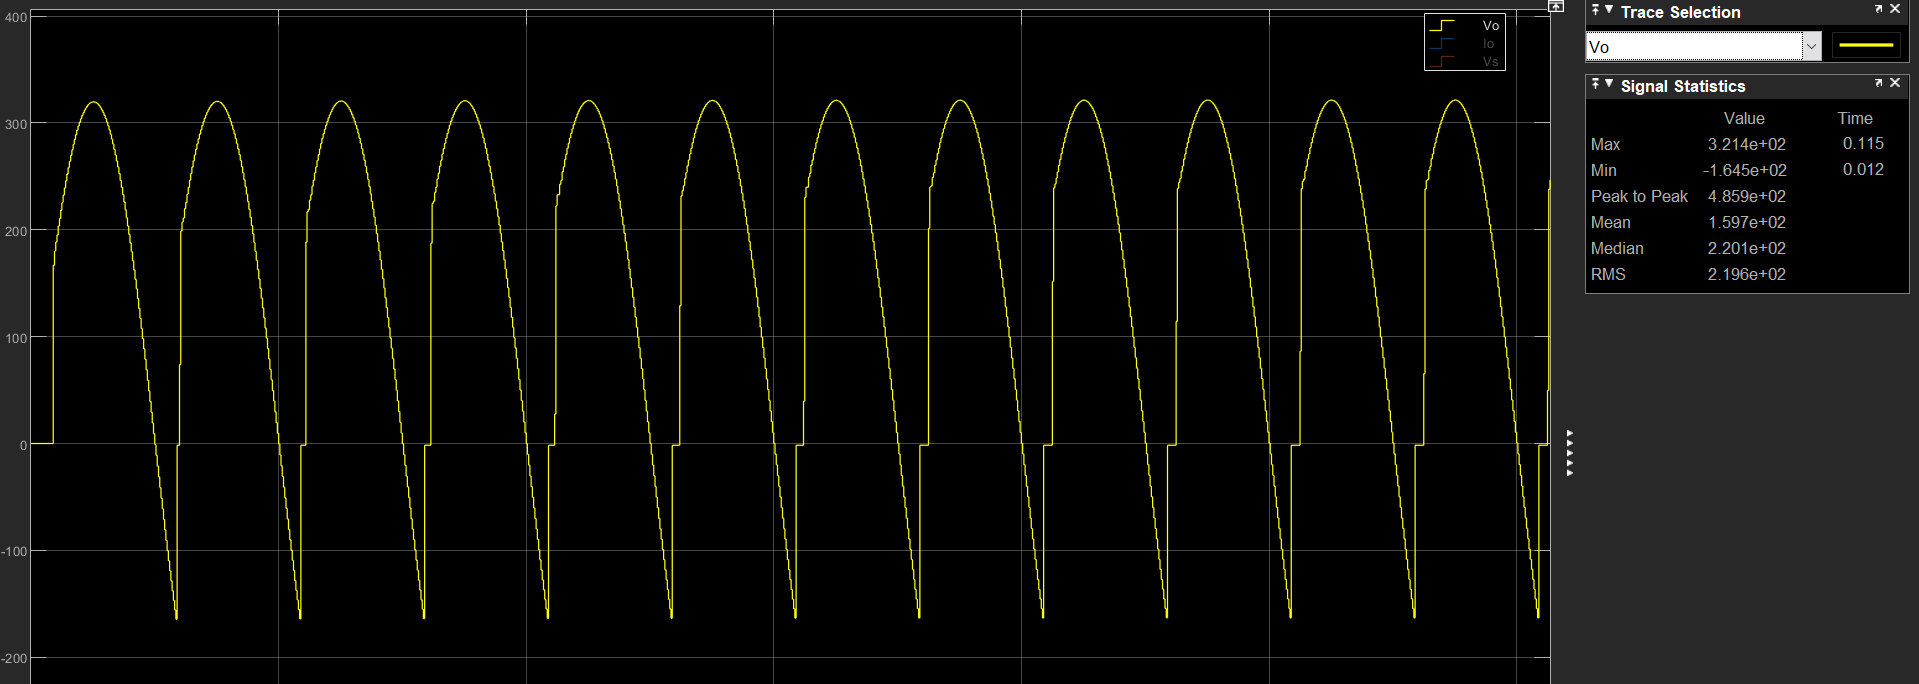 400
300
200
100
0
-100
-200
Vo
Io
Vs
Trace Selection
Vo
Signal Statistics
Value Time
Max 3.214e+02 0.115
Min -1.645e+02 0.012
Peak to Peak 4.859e+02
Mean 1.597e+02
Median 2.201e+02
RMS 2.196e+02